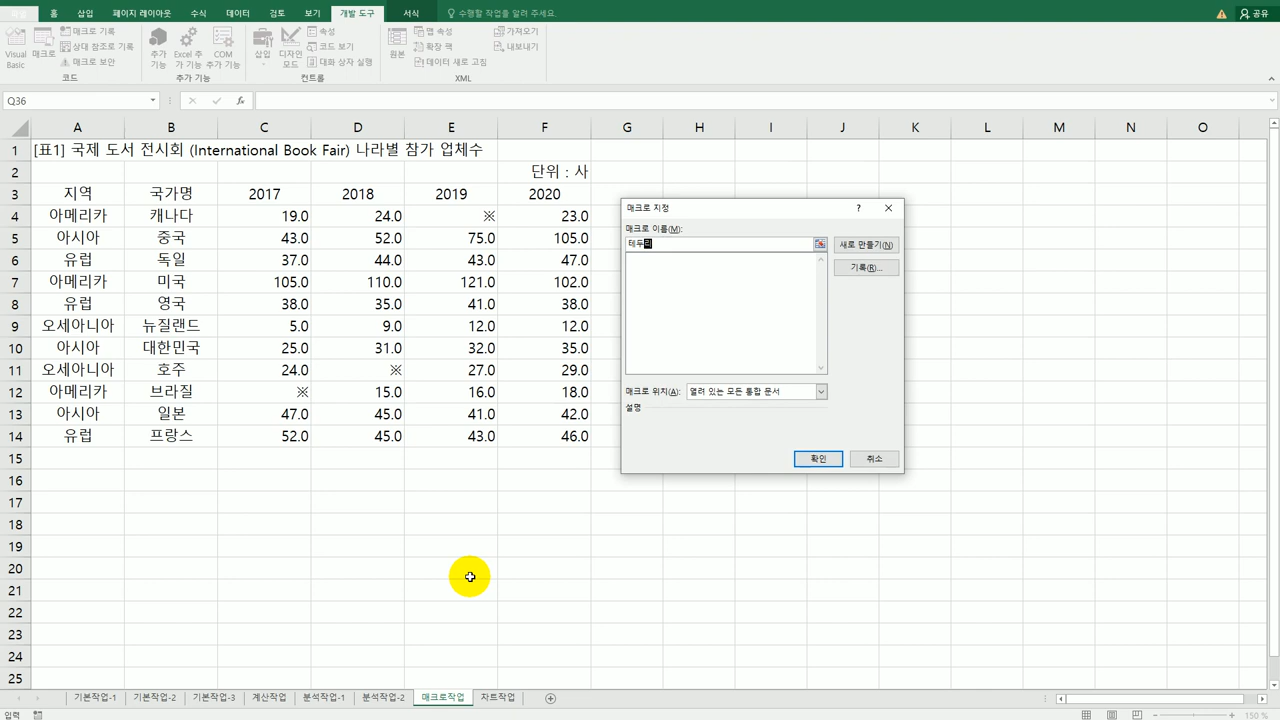 파일 홈 삽입 페이지 레이아웃 수식 데이터 검토 보기 개발 도구 서식 수행할 작업을 알려 주세요. 공유
Visual Basic 매크로 매크로 기록 상대 참조로 기록 매크로 보안 추가 기능 Excel 추가 기능 COM 추가 기능 삽입 디자인 모드 속성 코드 보기 대화 상자 실행 원본 맵 속성 확장 팩 데이터 새로 고침 가져오기 내보내기
코드 추가 기능 컨트롤 XML
Q36 fx
A B C D E F G H I J K L M N O
1 [표1] 국제 도서 전시회 (International Book Fair) 나라별 참가 업체수
2 단위 : 사
3 지역 국가명 2017 2018 2019 2020
4 아메리카 캐나다 19.0 24.0 ※ 23.0
5 아시아 중국 43.0 52.0 75.0 105.0
6 유럽 독일 37.0 44.0 43.0 47.0
7 아메리카 미국 105.0 110.0 121.0 102.0
8 유럽 영국 38.0 35.0 41.0 38.0
9 오세아니아 뉴질랜드 5.0 9.0 12.0 12.0
10 아시아 대한민국 25.0 31.0 32.0 35.0
11 오세아니아 호주 24.0 ※ 27.0 29.0
12 아메리카 브라질 ※ 15.0 16.0 18.0
13 아시아 일본 47.0 45.0 41.0 42.0
14 유럽 프랑스 52.0 45.0 43.0 46.0
15
16
17
18
19
20
21
22
23
24
25
매크로 지정 ?
매크로 이름(M):
테두리 새로 만들기(N)
기록(R)...
매크로 위치(A): 열려 있는 모든 통합 문서
설명
확인 취소
기본작업-1 기본작업-2 기본작업-3 계산작업 분석작업-1 분석작업-2 매크로작업 차트작업
입력 150 %